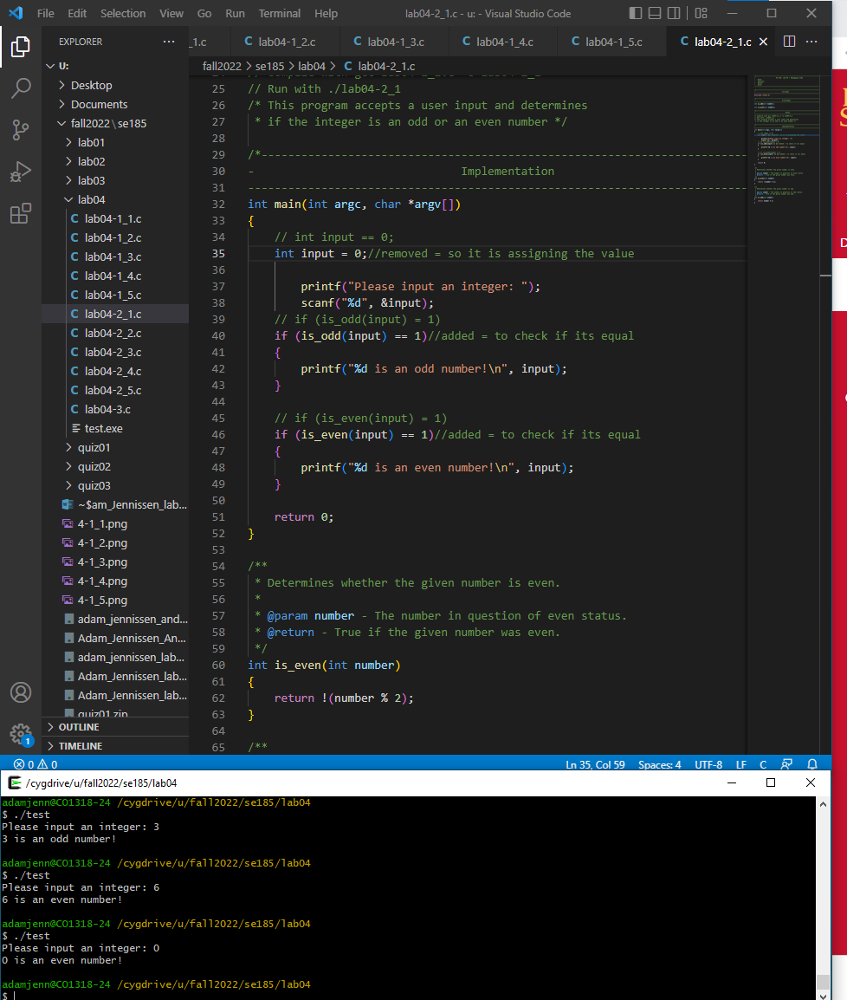 File Edit Selection View Go Run Terminal Help lab04-2_1.c - u: - Visual Studio Code
EXPLORER ...
_1.c lab04-1_2.c lab04-1_3.c lab04-1_4.c lab04-1_5.c lab04-2_1.c
fall2022 > se185 > lab04 > C lab04-2_1.c
U:
Desktop
Documents
fall2022 \ se185
lab01
lab02
lab03
lab04
C lab04-1_1.c
C lab04-1_2.c
C lab04-1_3.c
C lab04-1_4.c
C lab04-1_5.c
C lab04-2_1.c
C lab04-2_2.c
C lab04-2_3.c
C lab04-2_4.c
C lab04-2_5.c
C lab04-3.c
test.exe
quiz01
quiz02
quiz03
~$am_Jennissen_lab...
4-1_1.png
4-1_2.png
4-1_3.png
4-1_4.png
4-1_5.png
adam_jennissen_and...
Adam_Jennissen_An...
adam_jennissen_lab...
Adam_Jennissen_lab...
Adam_Jennissen_lab...
quiz01.zip
OUTLINE
TIMELINE
25 // Run with ./lab04-2_1
26 /* This program accepts a user input and determines
27 * if the integer is an odd or an even number */
28
29 /*-----------------------------------------------------------------------------
30 - Implementation
31 -----------------------------------------------------------------------------
32 int main(int argc, char *argv[])
33 {
34 // int input == 0;
35 int input = 0;//removed = so it is assigning the value
36
37 printf("Please input an integer: ");
38 scanf("%d", &input);
39 // if (is_odd(input) = 1)
40 if (is_odd(input) == 1)//added = to check if its equal
41 {
42 printf("%d is an odd number!\n", input);
43 }
44
45 // if (is_even(input) = 1)
46 if (is_even(input) == 1)//added = to check if its equal
47 {
48 printf("%d is an even number!\n", input);
49 }
50
51 return 0;
52 }
53
54 /**
55 * Determines whether the given number is even.
56 *
57 * @param number - The number in question of even status.
58 * @return - True if the given number was even.
59 */
60 int is_even(int number)
61 {
62 return !(number % 2);
63 }
64
65 /**
1
0 0 Ln 35, Col 59 Spaces: 4 UTF-8 LF C
/cygdrive/u/fall2022/se185/lab04
adamjenn@CO1318-24 /cygdrive/u/fall2022/se185/lab04
$ ./test
Please input an integer: 3
3 is an odd number!
adamjenn@CO1318-24 /cygdrive/u/fall2022/se185/lab04
$ ./test
Please input an integer: 6
6 is an even number!
adamjenn@CO1318-24 /cygdrive/u/fall2022/se185/lab04
$ ./test
Please input an integer: 0
0 is an even number!
adamjenn@CO1318-24 /cygdrive/u/fall2022/se185/lab04
$